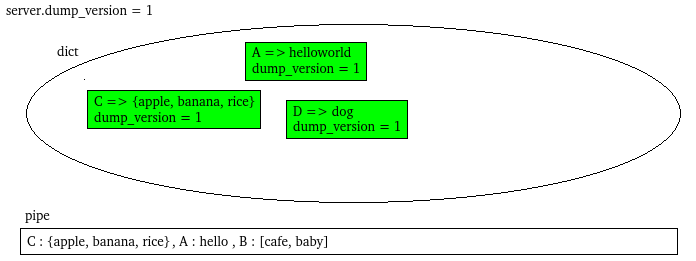 server.dump_version = 1
dict
A => helloworld
dump_version = 1
C => {apple, banana, rice}
dump_version = 1
D => dog
dump_version = 1
pipe
C : {apple, banana, rice} , A : hello , B : [cafe, baby]